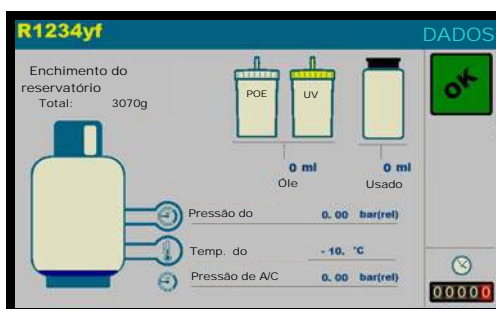 R1234yf
DADOS
Enchimento do
reservatório
Total: 3070g
POE UV
OK
0 ml 0 ml
Óle Usado
Pressão do 0. 00 bar(rel)
Temp. do - 10. °C
Pressão de A/C 0. 00 bar(rel)
00000